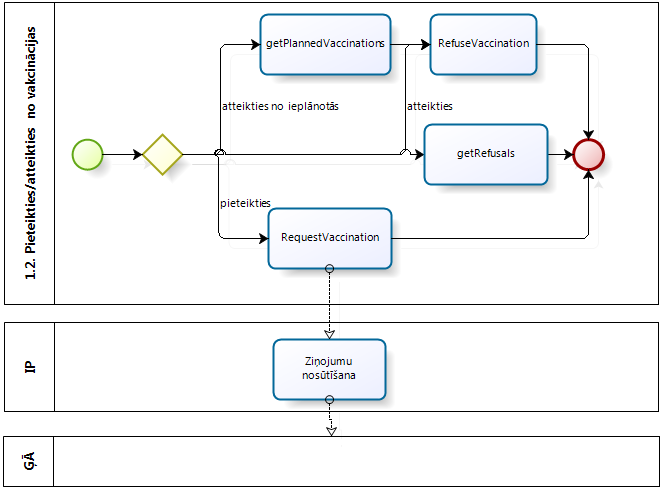 1.2. Pieteikties/atteikties no vakcinācijas
getPlannedVaccinations
RefuseVaccination
atteikties no ieplānotās
atteikties
getRefusals
pieteikties
RequestVaccination
IP
Ziņojumu
nosūtīšana
ĢĀ